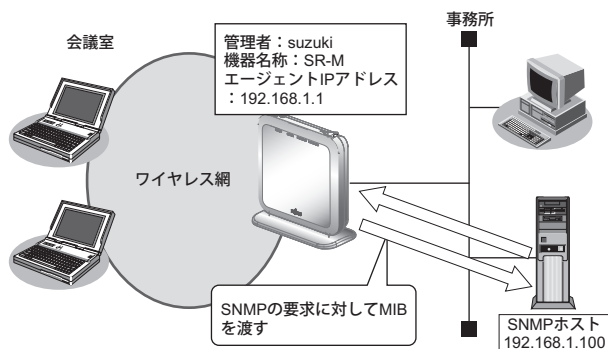 会議室
管理者：suzuki
機器名称：SR-M
エージェントIPアドレス
：192.168.1.1
事務所
ワイヤレス網
SNMPの要求に対してMIB
を渡す
SNMPホスト
192.168.1.100